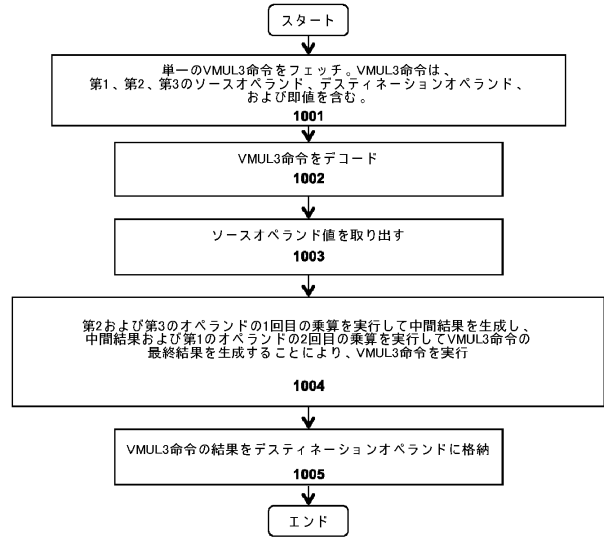 スタート
単一のVMUL3命令をフェッチ。VMUL命令は、
第1、第2、第3のソースオペランド、デスティネーションオペランド、
および即値を含む。
1001
VMUL3命令をデコード
1002
ソースオペランド値を取り出す
1003
第2および第3のオペランドの1回目の乗算を実行して中間結果を生成し、
中間結果および第1のオペランドの2回目の乗算を実行してVMUL3命令の
最終結果を生成することにより、VMUL3命令を実行
1004
VMUL3命令の結果をデスティネーションオペランドに格納
1005
エンド